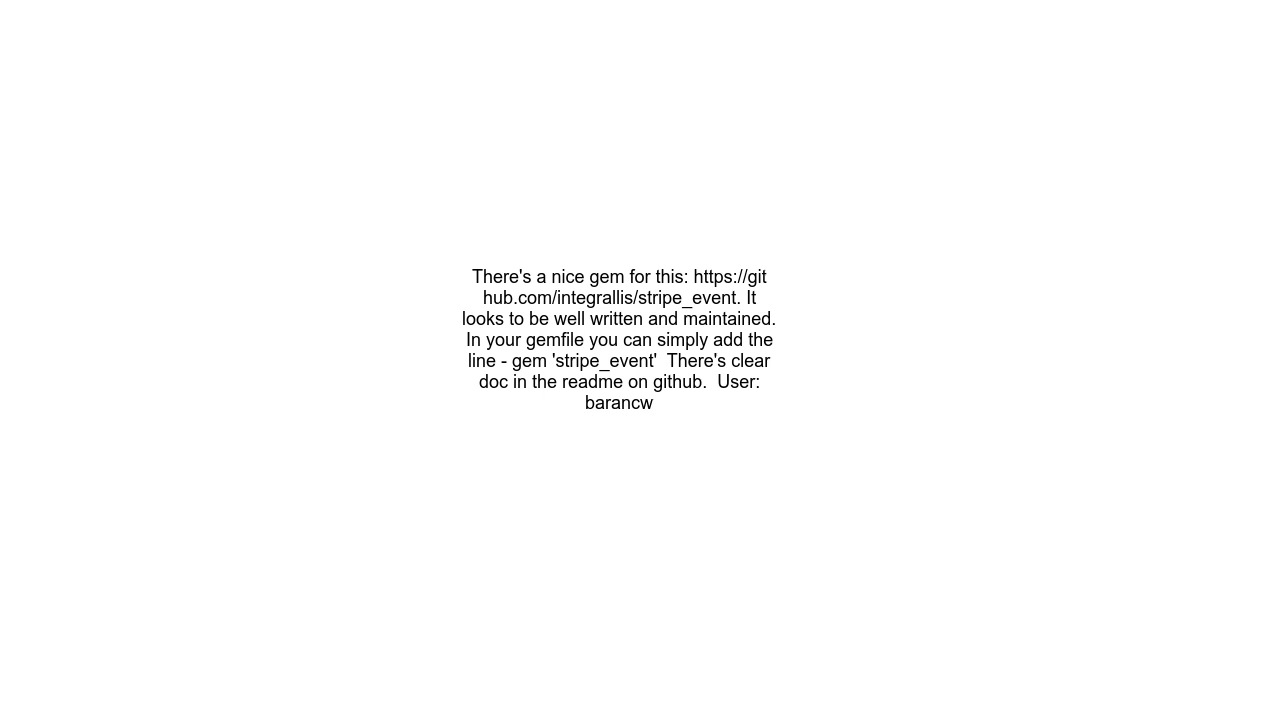 There's a nice gem for this: https://git
hub.com/integrallis/stripe_event. It
looks to be well written and maintained.
In your gemfile you can simply add the
line - gem 'stripe_event'  There's clear
doc in the readme on github.  User:
barancw